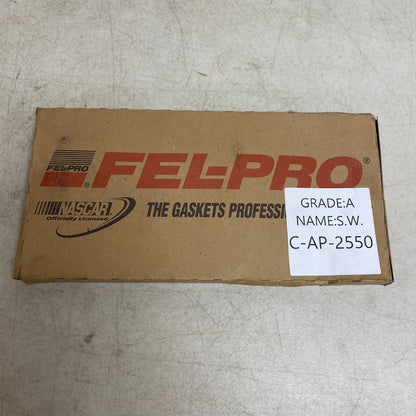 FEL-PRO
®
FEL-PRO®
NASCAR
Officially Licensed
THE GASKETS PROFESSI
GRADE:A
NAME:S.W.
C-AP-2550